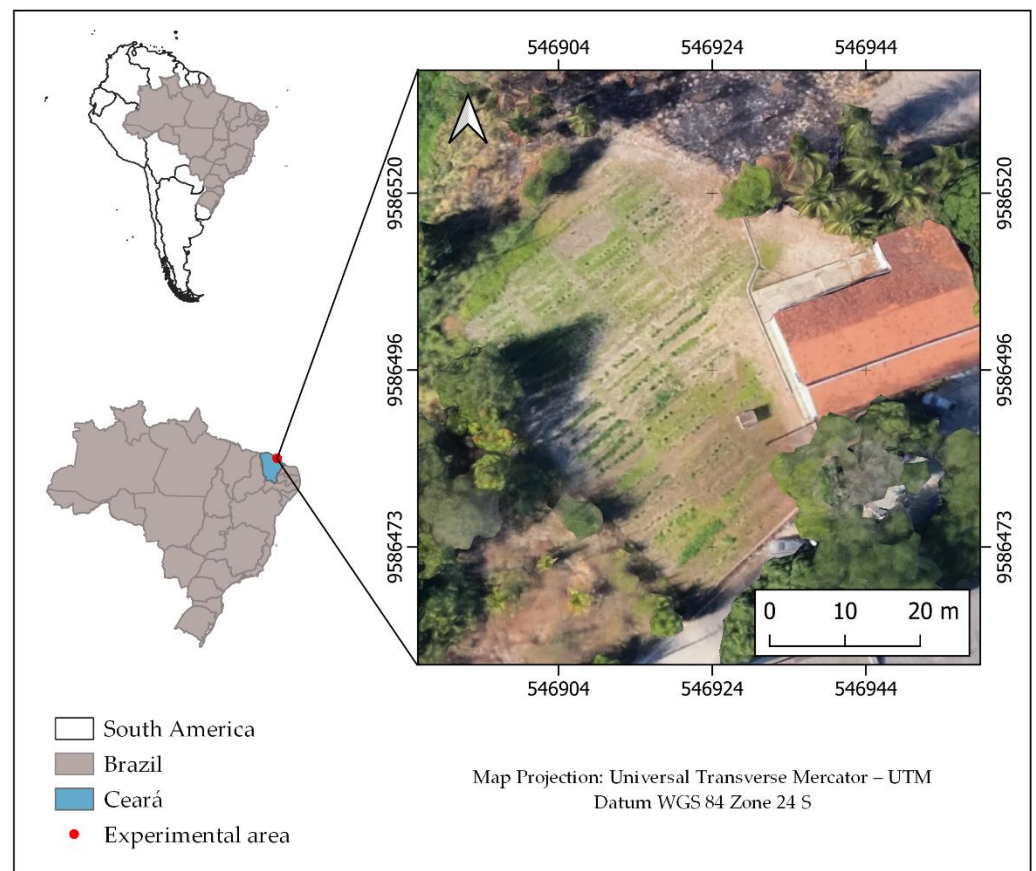 546904 546924 546944
9586520 9586520
9586496 9586496
9586473 9586473
0 10 20 m
546904 546924 546944
South America
Brazil
Ceará
Experimental area
Map Projection: Universal Transverse Mercator – UTM
Datum WGS 84 Zone 24 S